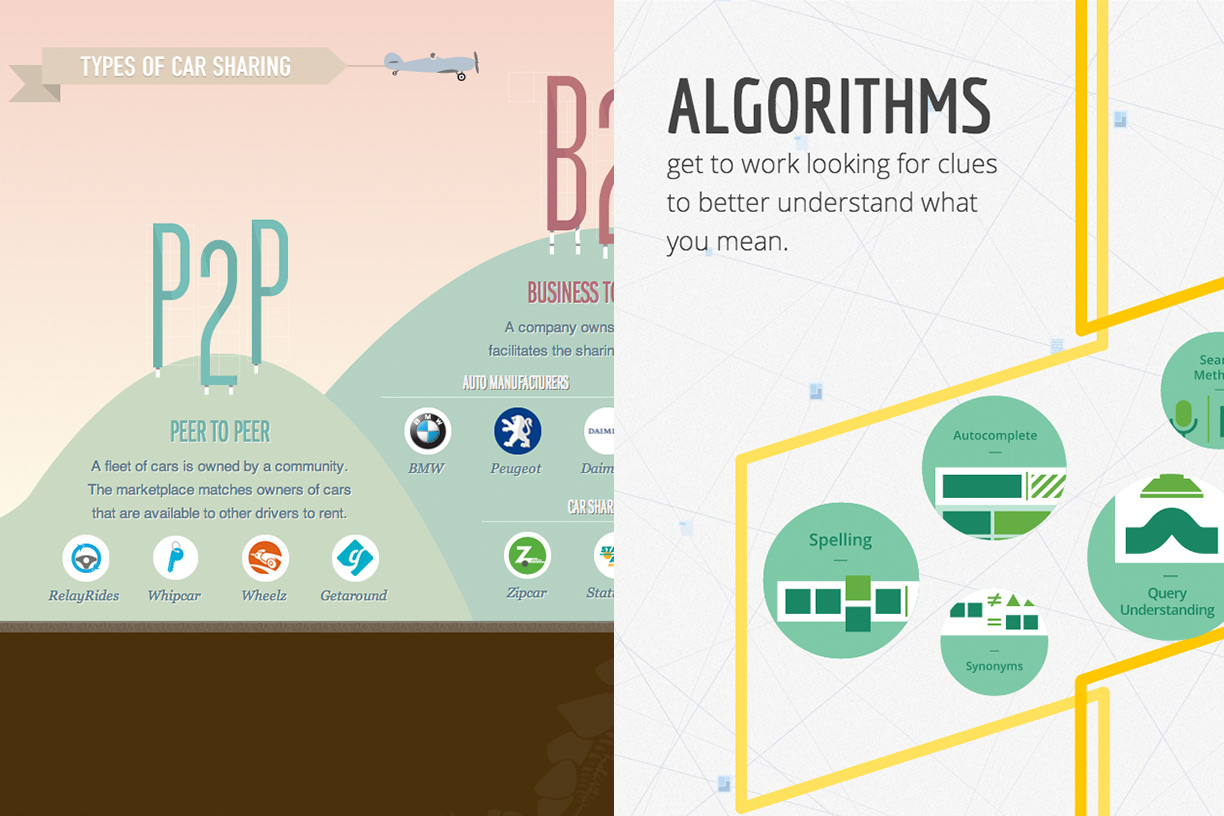 TYPES OF CAR SHARING
P2P
PEER TO PEER
A fleet of cars is owned by a community.
The marketplace matches owners of cars
that are available to other drivers to rent.
RelayRides Whipcar Wheelz Getaround
B2
BUSINESS TO
A company owns
facilitates the sharin
AUTO MANUFACTURERS
BMW
DAIM
BMW Peugeot Daim
CAR SHAR
Z
STA
Zipcar Stat
ALGORITHMS
get to work looking for clues
to better understand what
you mean.
Sear
Meth
Autocomplete
Spelling
Query
Understanding
Synonyms